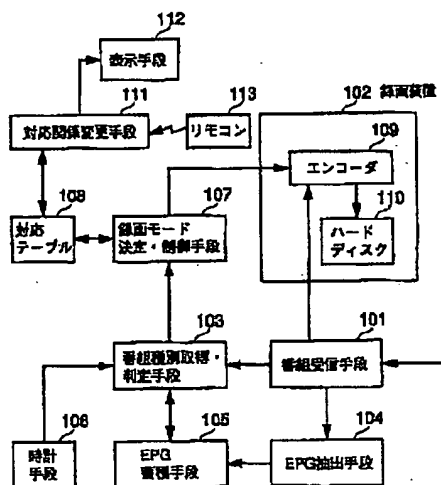 112
表示手段
111
対応関係変更手段
113
リモコン
102 録画装置
109
エンコーダ
110
ハード
ディスク
108
対応
テーブル
107
録画モード
決定・制御手段
103
番組種別取得・
判定手段
101
番組受信手段
106
時計
手段
105
EPG
蓄積手段
104
EPG抽出手段